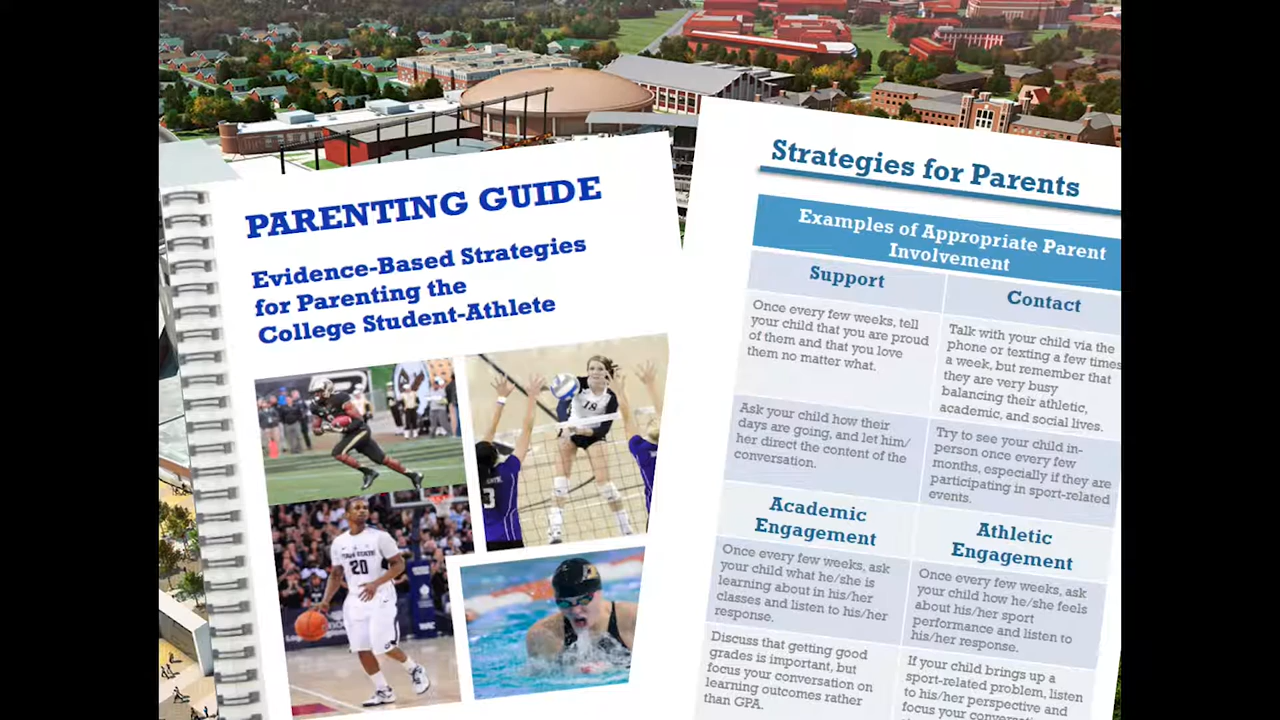 PARENTING GUIDE
Evidence-Based Strategies
for Parenting the
College Student-Athlete
18
3
20
Strategies for Parents
Examples of Appropriate Parent
Involvement
Support
Once every few weeks, tell
your child that you are proud
of them and that you love
them no matter what.
Contact
Talk with your child via the
phone or texting a few times
a week, but remember that
they are very busy
balancing their athletic,
academic, and social lives.
Ask your child how their
days are going, and let him/
her direct the content of the
conversation.
Try to see your child in-
person once every few
months, especially if they are
participating in sport-related
events.
Academic
Engagement
Once every few weeks, ask
your child what he/she is
learning about in his/her
classes and listen to his/her
response.
Athletic
Engagement
Once every few weeks, ask
your child how he/she feels
about his/her sport
performance and listen to
his/her response.
Discuss that getting good
grades is important, but
focus your conversation on
learning outcomes rather
than GPA.
If your child brings up a
sport-related problem, listen
to his/her perspective and
focus your